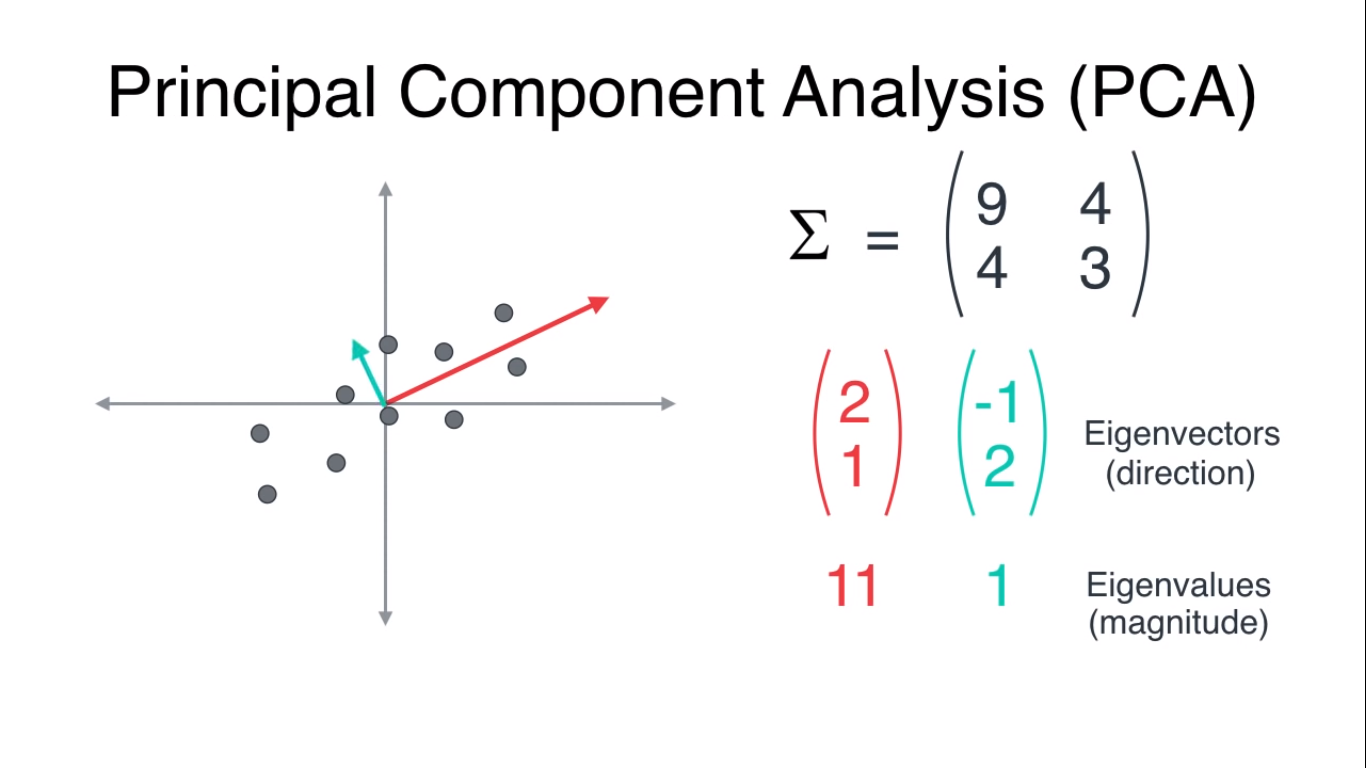 Principal Component Analysis (PCA)
Σ = ( 9 4
4 3 )
( 2
1 )
( -1
2 )
Eigenvectors
(direction)
11 1
Eigenvalues
(magnitude)